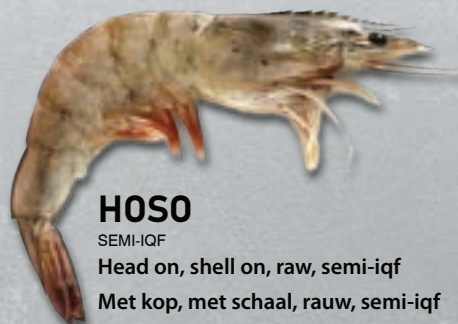 HOSO
SEMI-IQF
Head on, shell on, raw, semi-iqf
Met kop, met schaal, rauw, semi-iqf